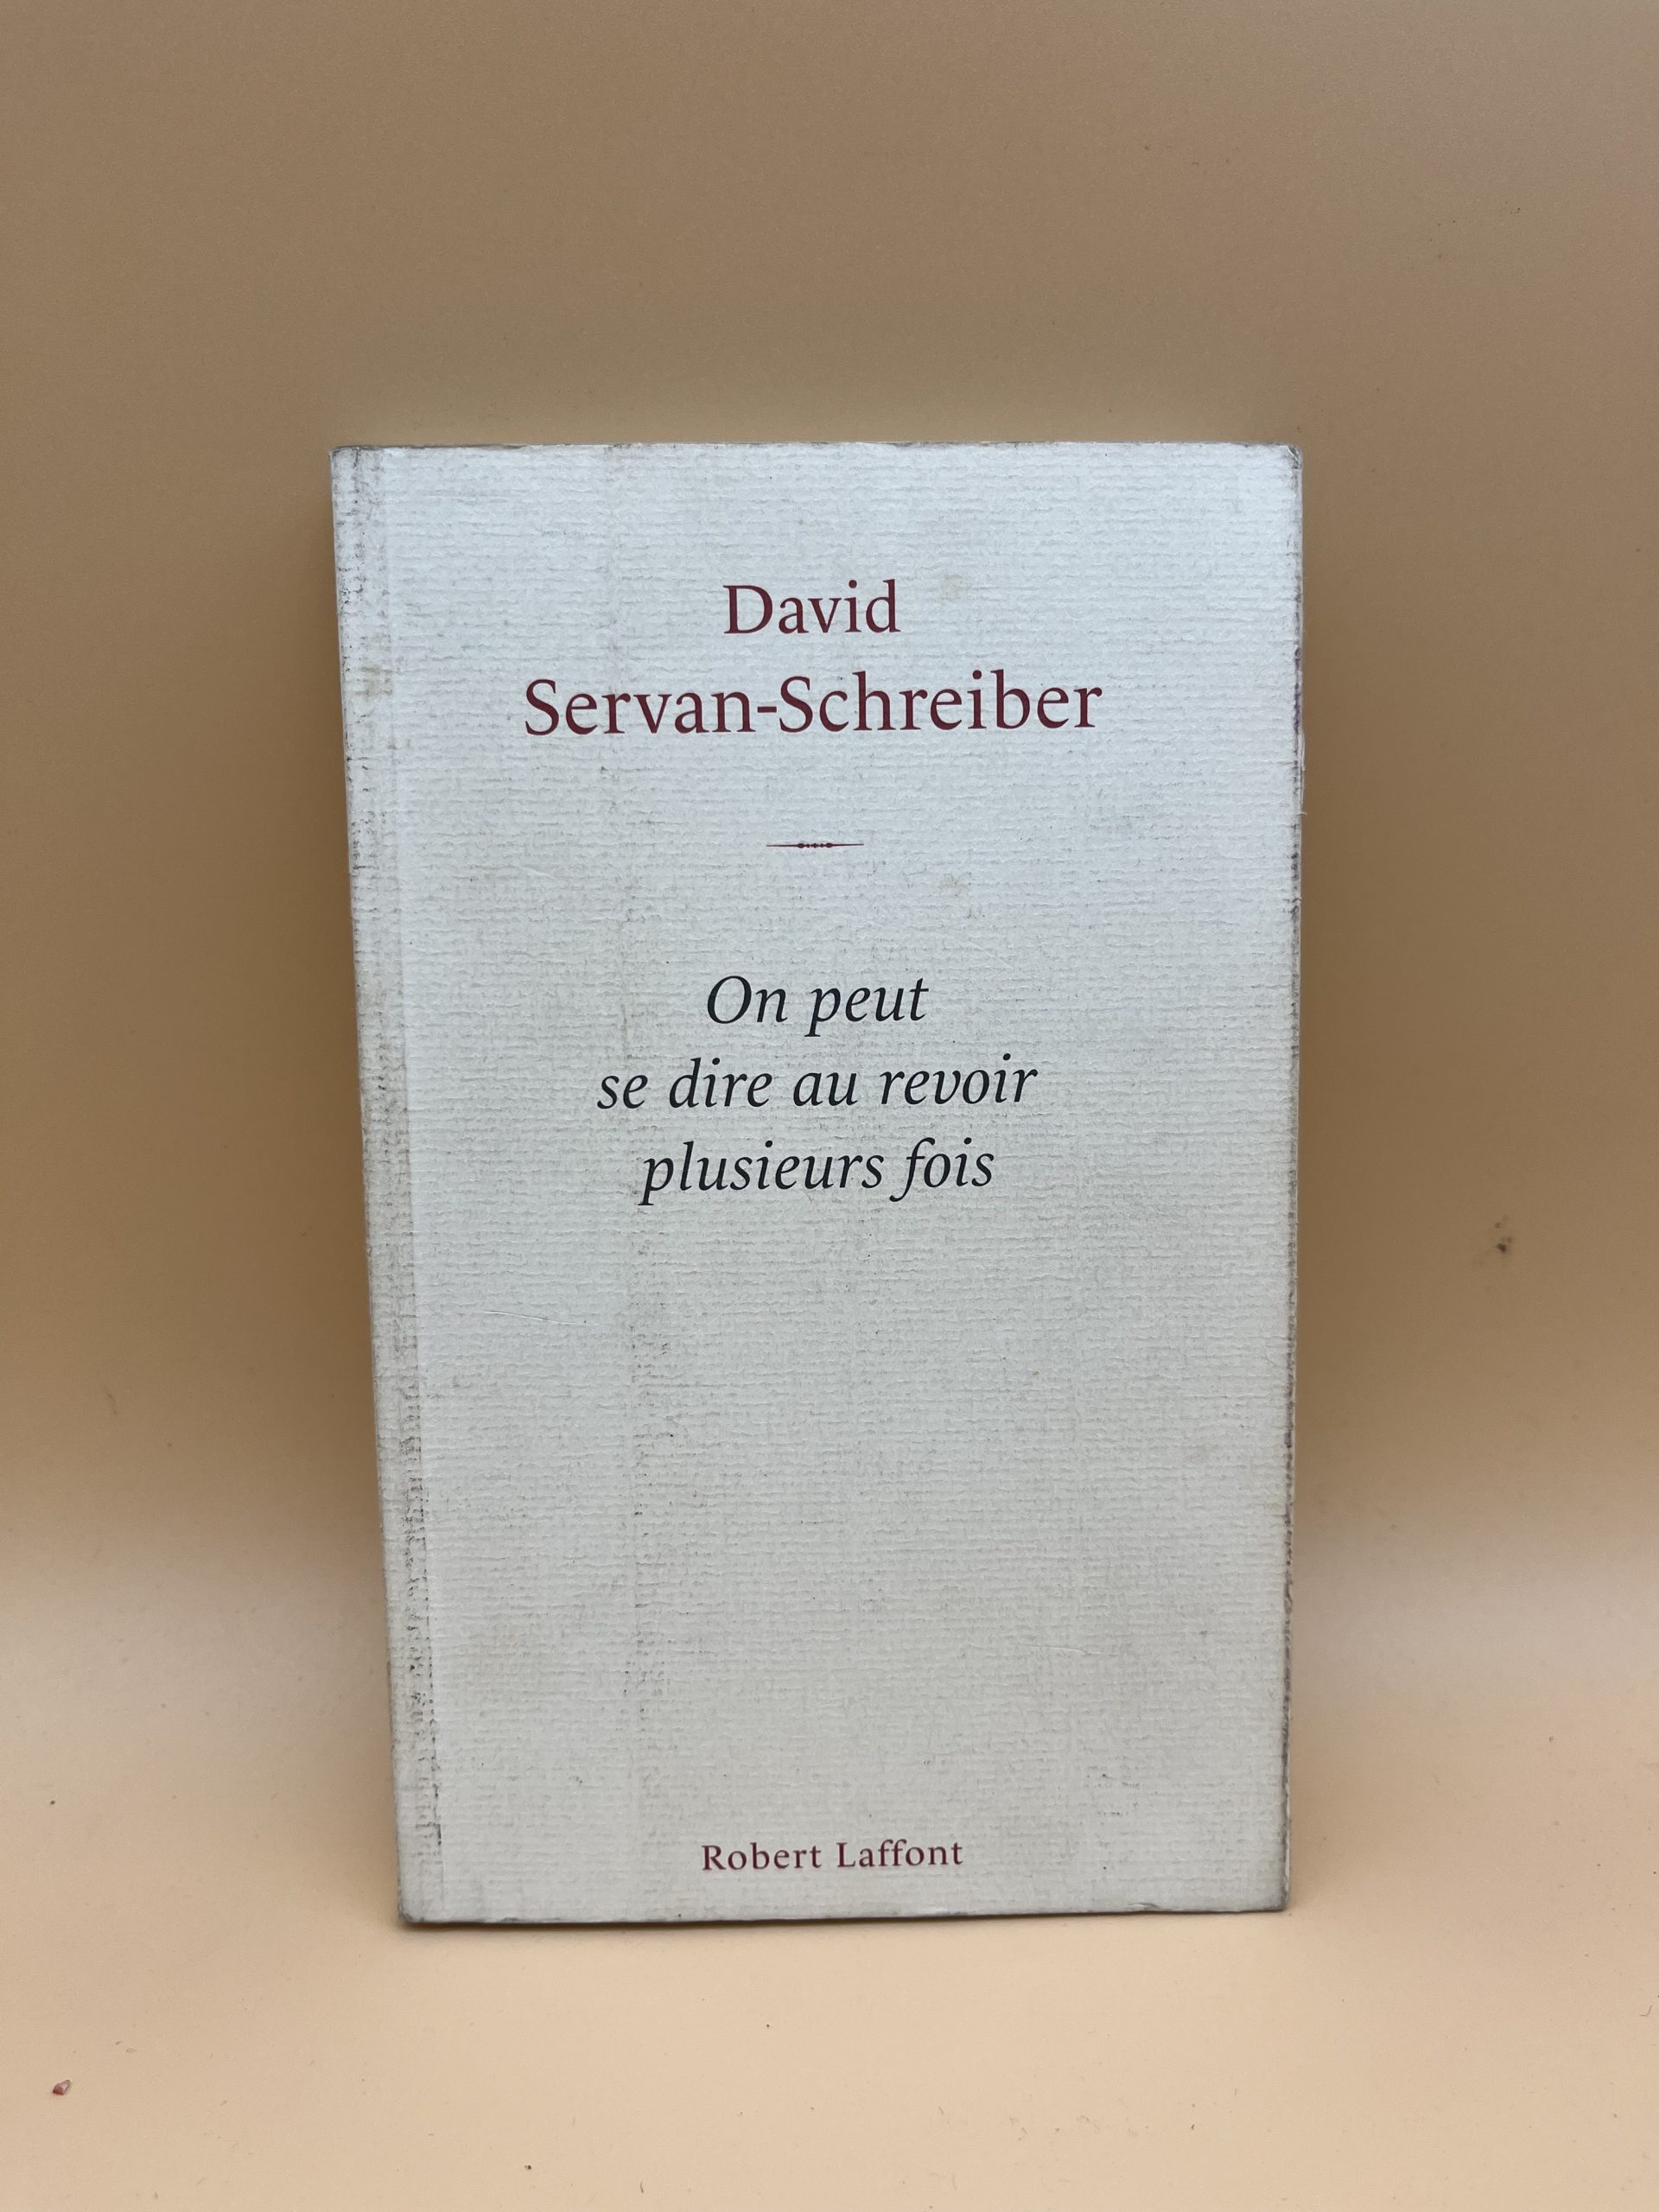 David
Servan-Schreiber
On peut
se dire au revoir
plusieurs fois
Robert Laffont